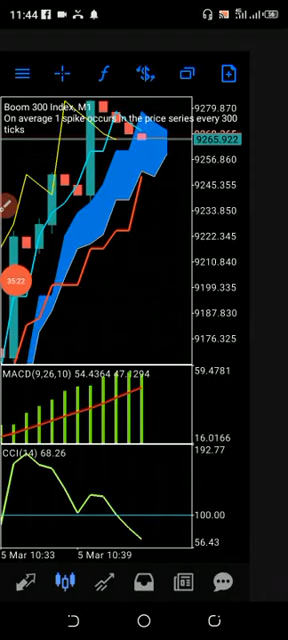 11:44
Boom 300 Index, M1
On average 1 spike occurs in the price series every 300
ticks
9279.870
9265.922
9256.860
9245.355
9233.850
9222.345
9210.840
9199.335
9187.830
9176.325
35:22
MACD(9,26,10) 54.4364 47.8294
59.4781
16.0166
CCI(14) 68.26
192.77
100.00
56.43
5 Mar 10:33
5 Mar 10:39